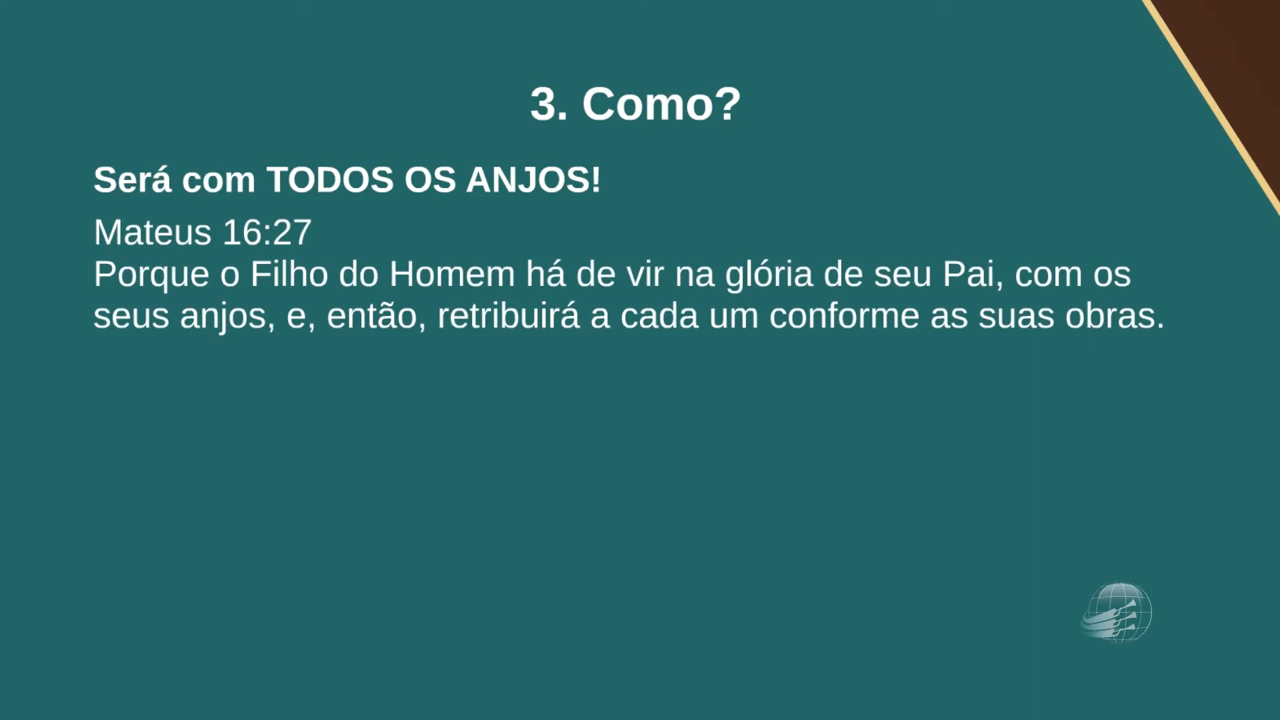 3. Como?
Será com TODOS OS ANJOS!
Mateus 16:27
Porque o Filho do Homem há de vir na glória de seu Pai, com os
seus anjos, e, então, retribuirá a cada um conforme as suas obras.